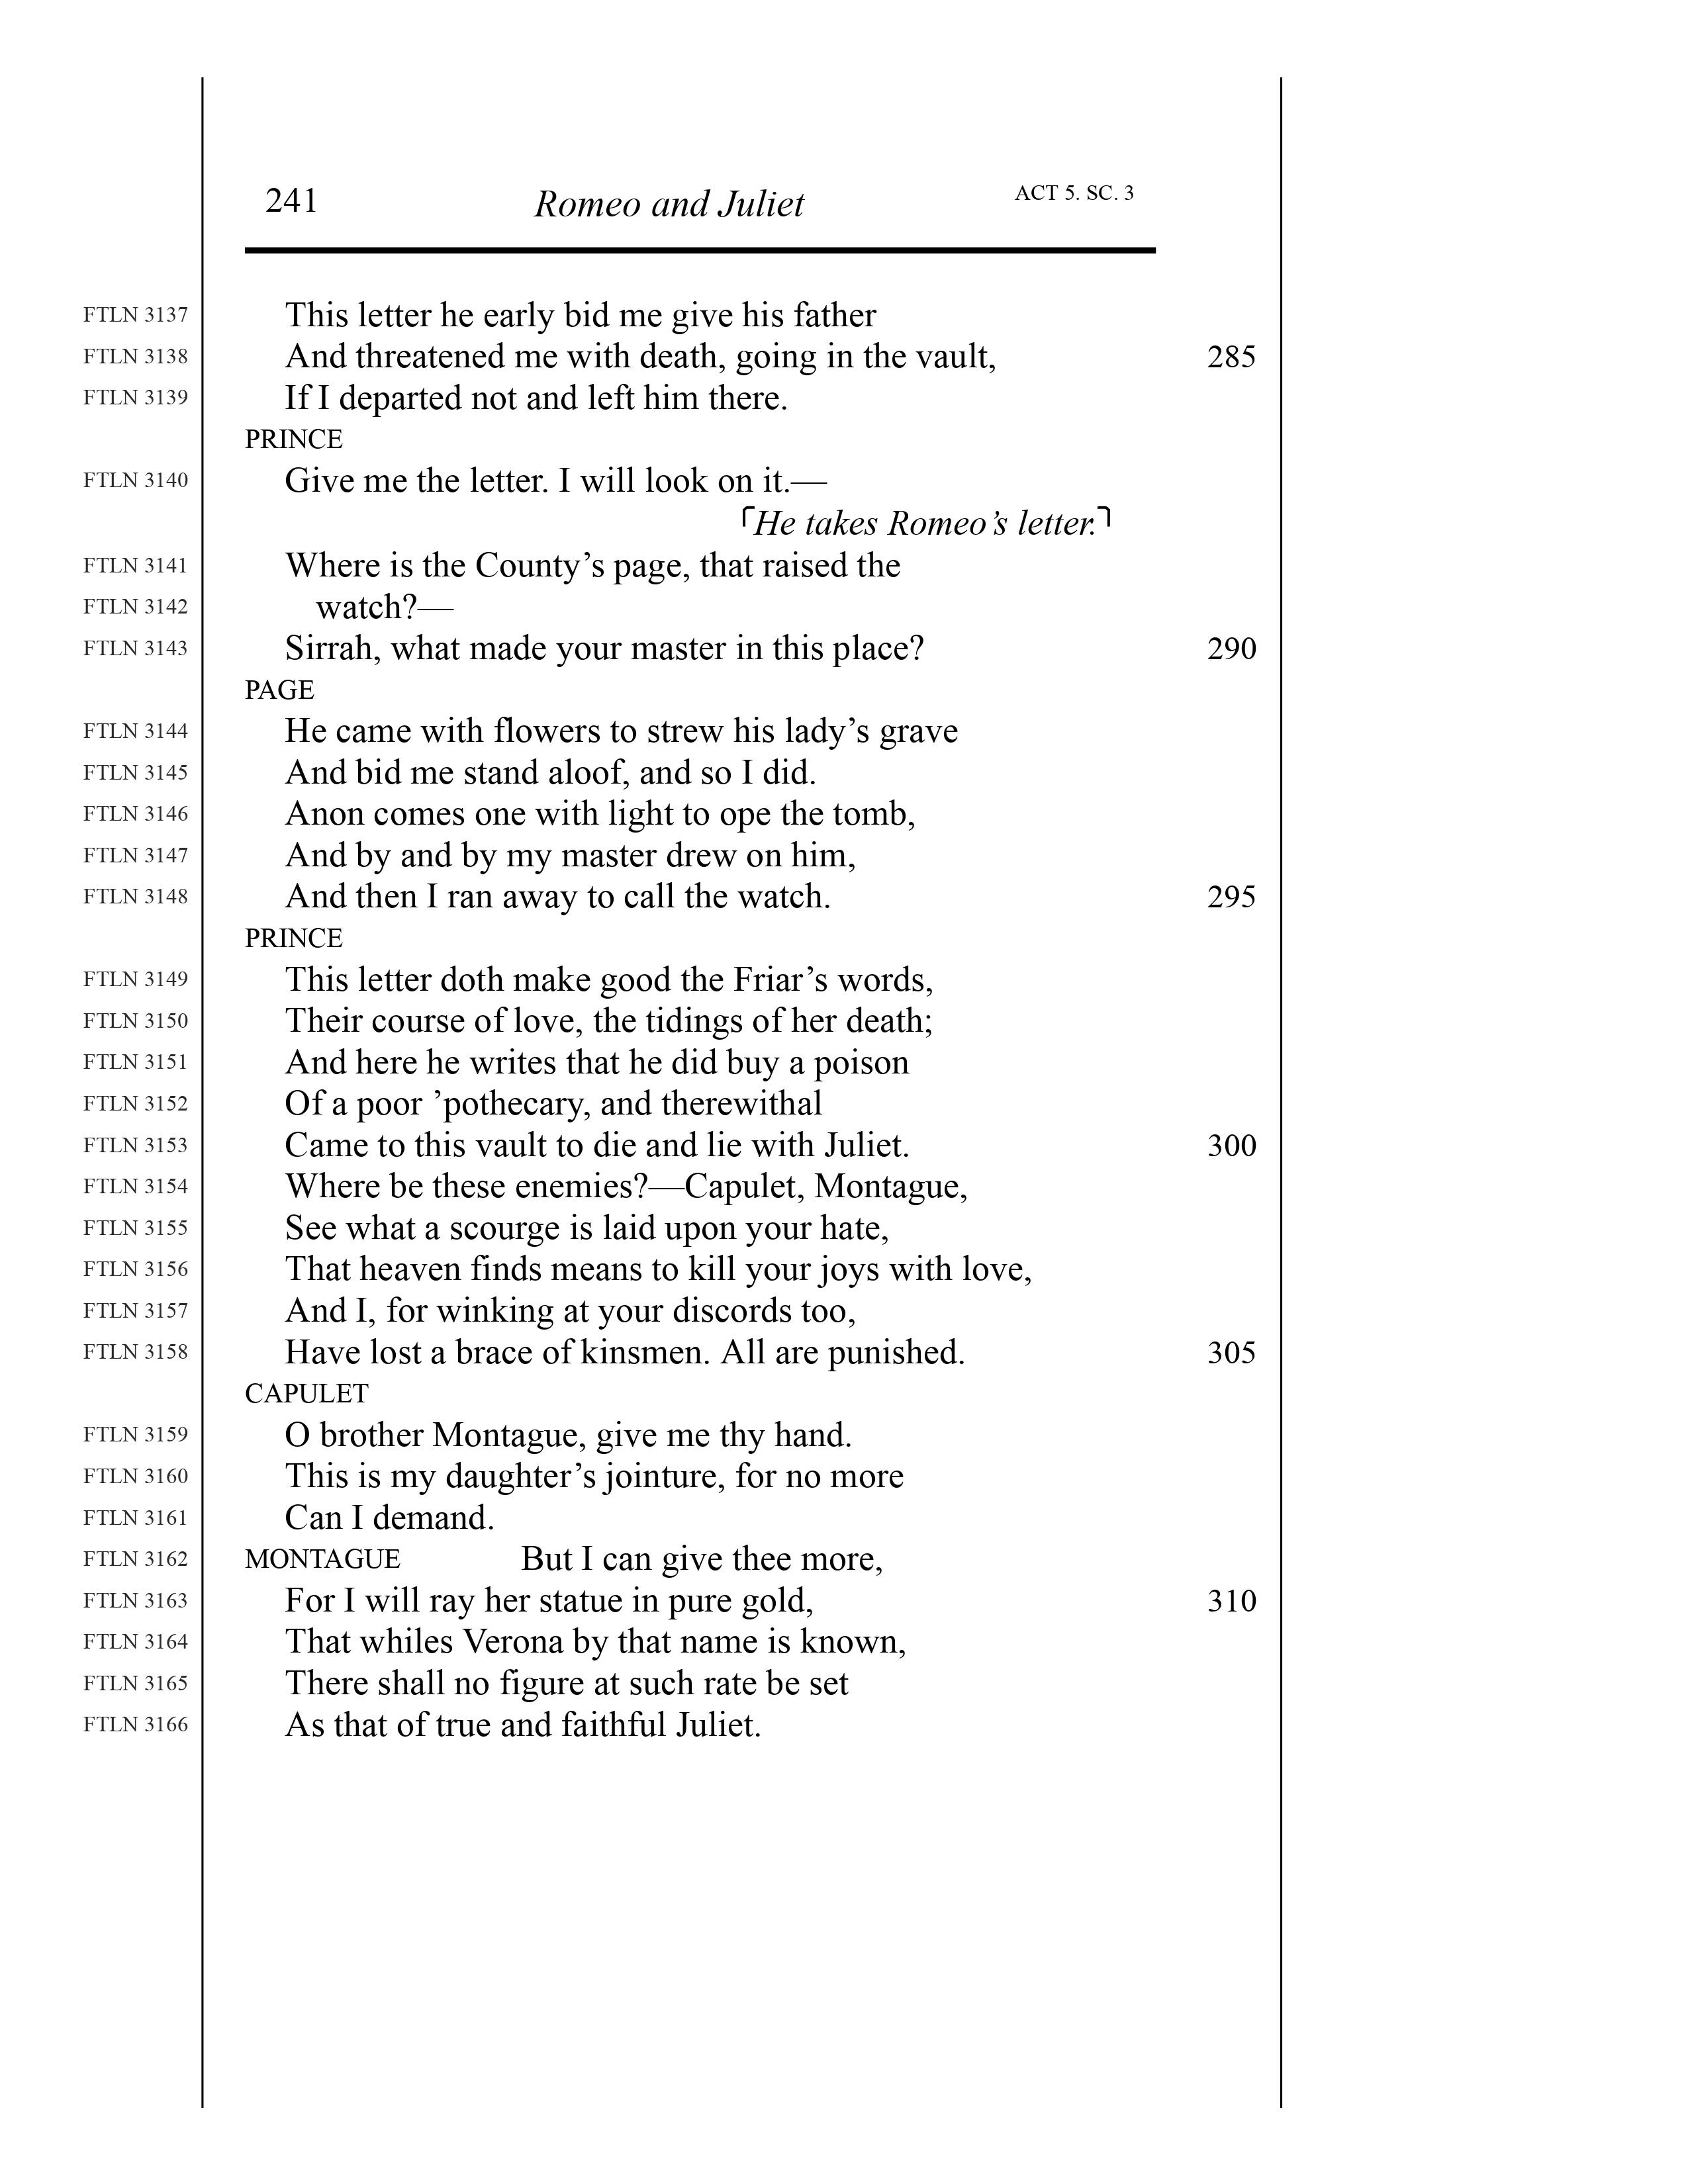 241 Romeo and Juliet ACT 5. SC. 3
FTLN 3137 This letter he early bid me give his father
FTLN 3138 And threatened me with death, going in the vault, 285
FTLN 3139 If I departed not and left him there.
PRINCE
FTLN 3140 Give me the letter. I will look on it.—
⌜He takes Romeo’s letter.⌝
FTLN 3141 Where is the County’s page, that raised the
FTLN 3142 watch?—
FTLN 3143 Sirrah, what made your master in this place? 290
PAGE
FTLN 3144 He came with flowers to strew his lady’s grave
FTLN 3145 And bid me stand aloof, and so I did.
FTLN 3146 Anon comes one with light to ope the tomb,
FTLN 3147 And by and by my master drew on him,
FTLN 3148 And then I ran away to call the watch. 295
PRINCE
FTLN 3149 This letter doth make good the Friar’s words,
FTLN 3150 Their course of love, the tidings of her death;
FTLN 3151 And here he writes that he did buy a poison
FTLN 3152 Of a poor ’pothecary, and therewithal
FTLN 3153 Came to this vault to die and lie with Juliet. 300
FTLN 3154 Where be these enemies?—Capulet, Montague,
FTLN 3155 See what a scourge is laid upon your hate,
FTLN 3156 That heaven finds means to kill your joys with love,
FTLN 3157 And I, for winking at your discords too,
FTLN 3158 Have lost a brace of kinsmen. All are punished. 305
CAPULET
FTLN 3159 O brother Montague, give me thy hand.
FTLN 3160 This is my daughter’s jointure, for no more
FTLN 3161 Can I demand.
FTLN 3162 MONTAGUE But I can give thee more,
FTLN 3163 For I will ray her statue in pure gold, 310
FTLN 3164 That whiles Verona by that name is known,
FTLN 3165 There shall no figure at such rate be set
FTLN 3166 As that of true and faithful Juliet.